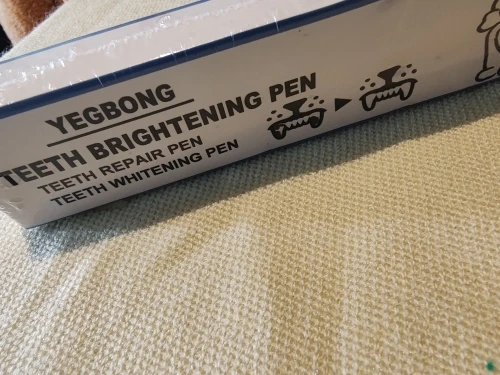 YEGBONG
TEETH BRIGHTENING PEN
TEETH REPAIR PEN
TEETH WHITENING PEN